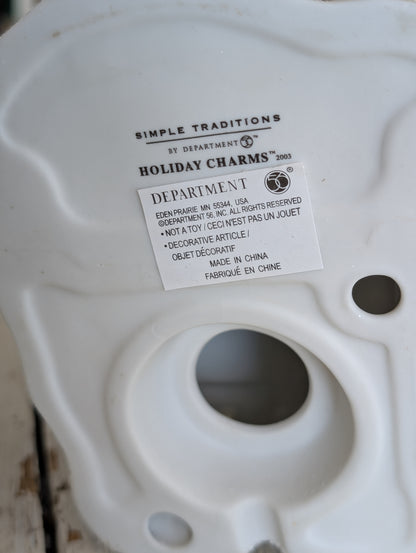 SIMPLE TRADITIONS
BY DEPARTMENT 56™
HOLIDAY CHARMS™ 2003
DEPARTMENT 56
EDEN PRAIRIE MN 55344, USA
©DEPARTMENT 56, INC. ALL RIGHTS RESERVED
• NOT A TOY / CECI N'EST PAS UN JOUET
• DECORATIVE ARTICLE /
OBJET DÉCORATIF
MADE IN CHINA
FABRIQUÉ EN CHINE